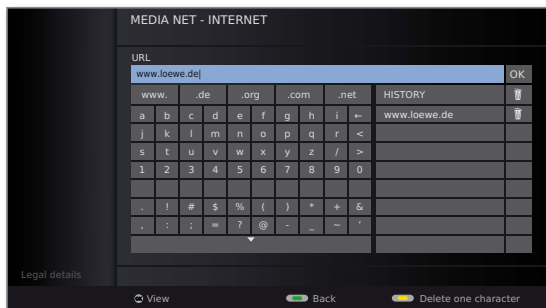 MEDIA NET - INTERNET
URL
www.loewe.de
OK
www. .de .org .com .net HISTORY
a b c d e f g h i ← www.loewe.de
j k l m n o p q r <
s t u v w x y z / >
1 2 3 4 5 6 7 8 9 0
. ! # $ % ( ) * + &
, : ; = ? @ - _ ~ '
Legal details
OK View Back Delete one character